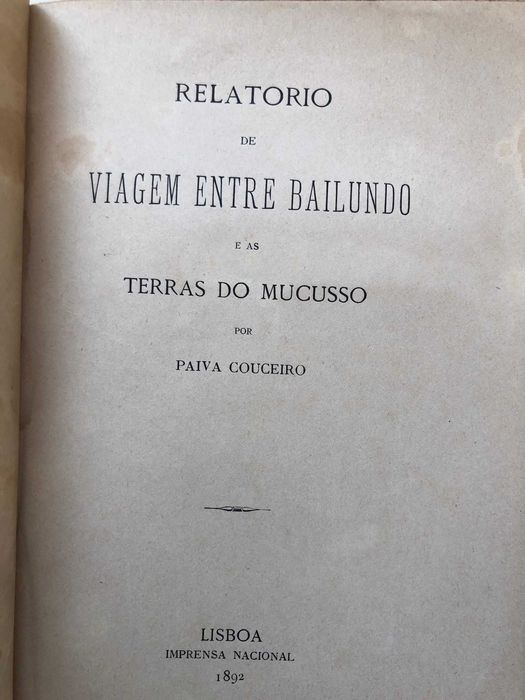 RELATORIO
DE
VIAGEM ENTRE BAILUNDO
E AS
TERRAS DO MUCUSSO
POR
PAIVA COUCEIRO
LISBOA
IMPRENSA NACIONAL
1892